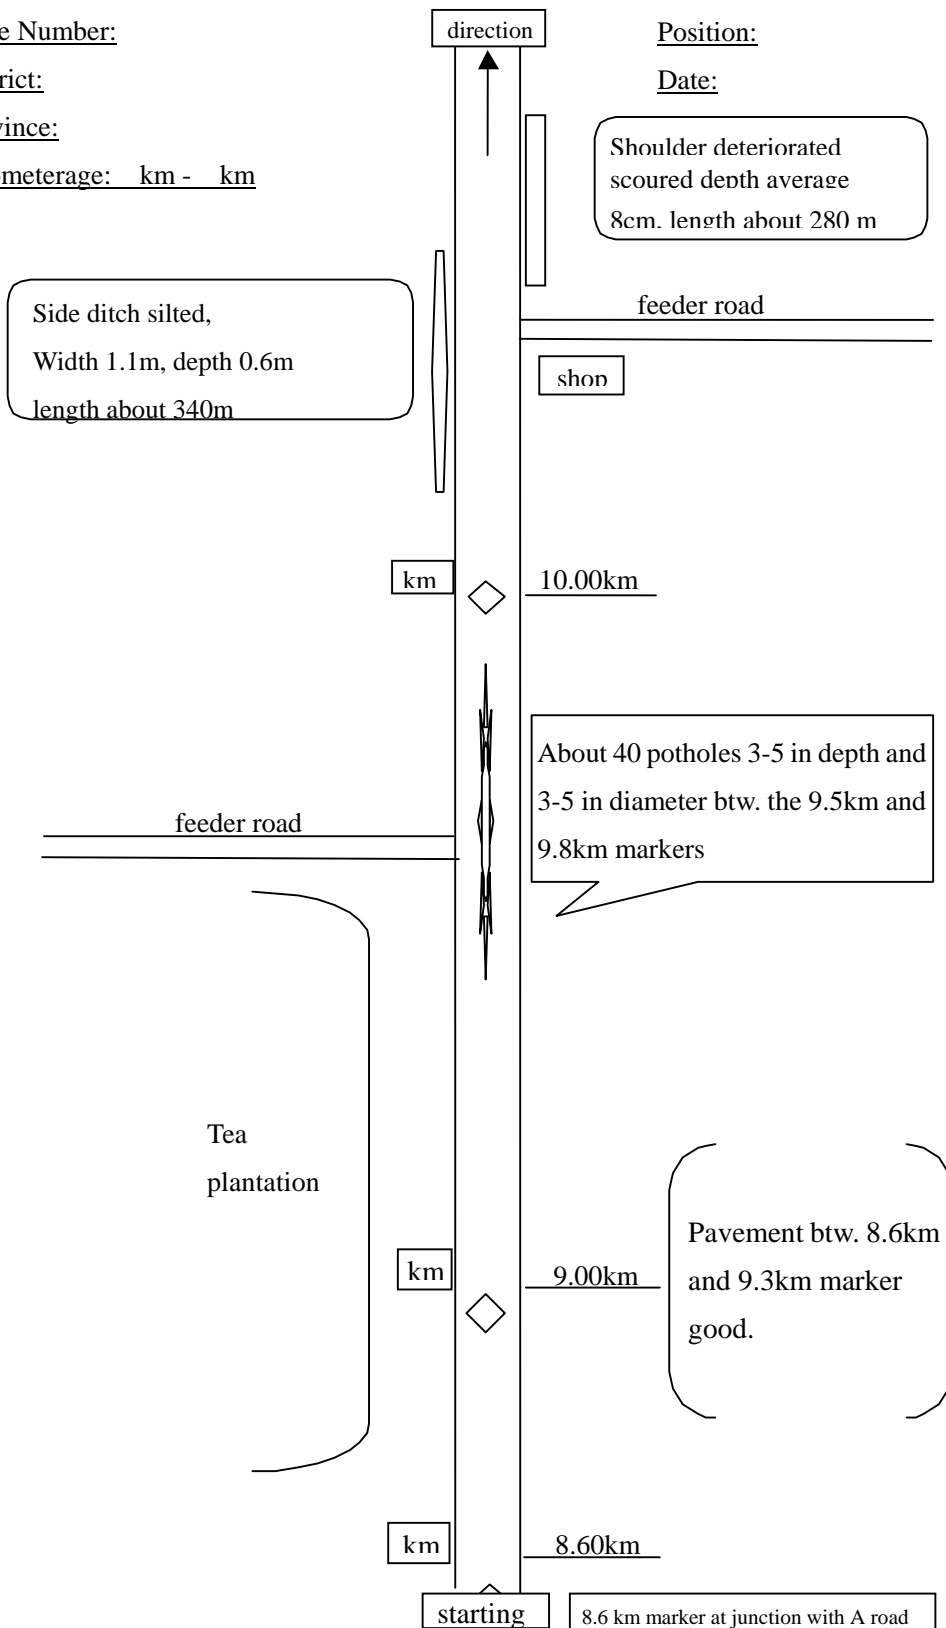 e Number:
direction
Position:
rict:
Date:
vince:
ometerage: km - km
Shoulder deteriorated
scoured depth average
8cm. length about 280 m
Side ditch silted,
Width 1.1m, depth 0.6m
length about 340m
feeder road
shop
km
10.00km
About 40 potholes 3-5 in depth and
3-5 in diameter btw. the 9.5km and
9.8km markers
feeder road
Tea
plantation
Pavement btw. 8.6km
and 9.3km marker
good.
km
9.00km
km
8.60km
starting
8.6 km marker at junction with A road